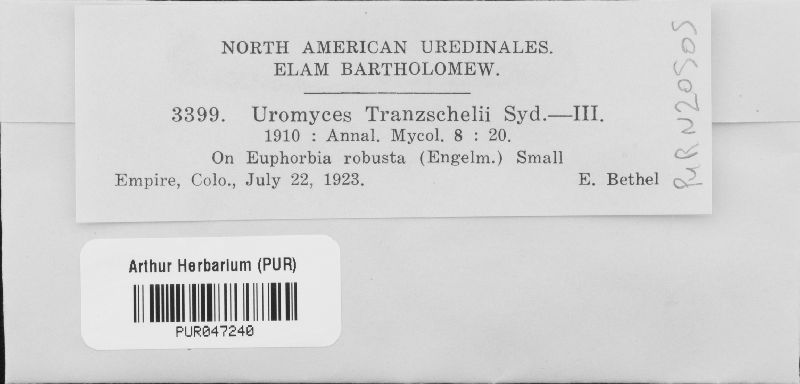 NORTH AMERICAN UREDINALES.
ELAM BARTHOLOMEW.
3399. Uromyces Tranzschelii Syd.—III.
1910 : Annal. Mycol. 8 : 20.
On Euphorbia robusta (Engelm.) Small
Empire, Colo., July 22, 1923. E. Bethel
PUR N20505
Arthur Herbarium (PUR)
PUR047240